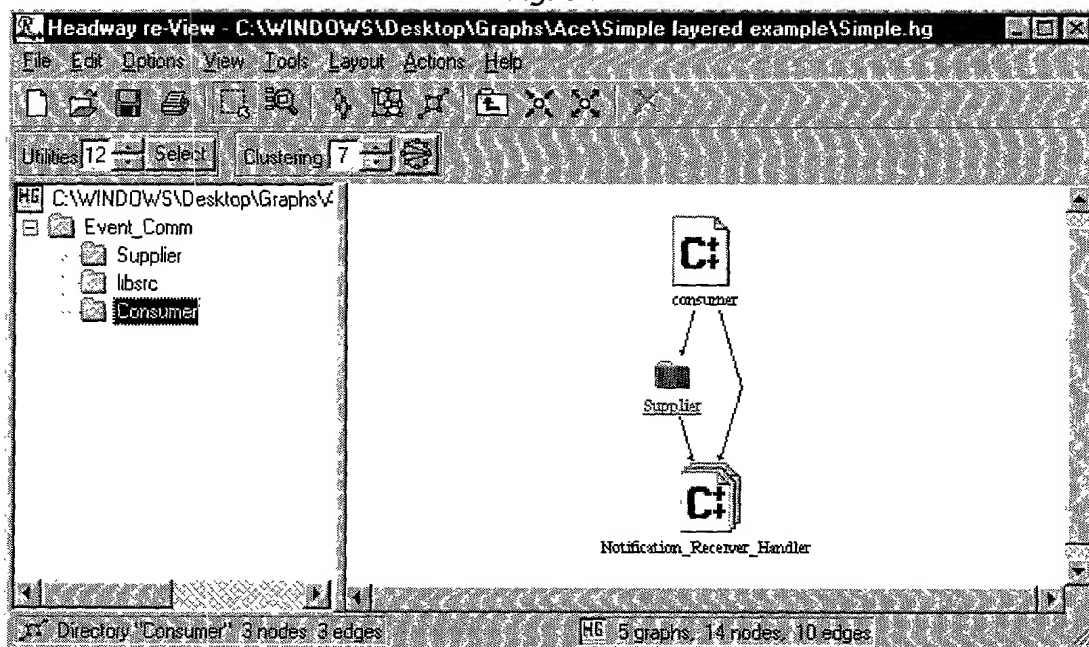 Headway re-View - C:\WINDOWS\Desktop\Graphs\Ace\Simple layered example\Simple.hg
File Edit Options View Tools Layout Actions Help
Utilities 12 Select Clustering 7
HG C:\WINDOWS\Desktop\Graphs\
Event_Comm
Supplier
libsrc
Consumer
C++
consumer
Supplier
C++
Notification_Receiver_Handler
Directory "Consumer" 3 nodes 3 edges
HG 5 graphs, 14 nodes, 10 edges